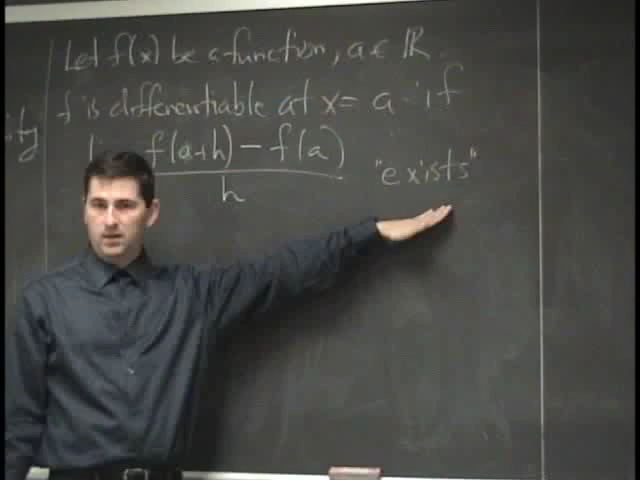 Let f(x) be a function, a ∈ ℝ
f is differentiable at x = a if
f(a+h) - f(a)
"exists"
h